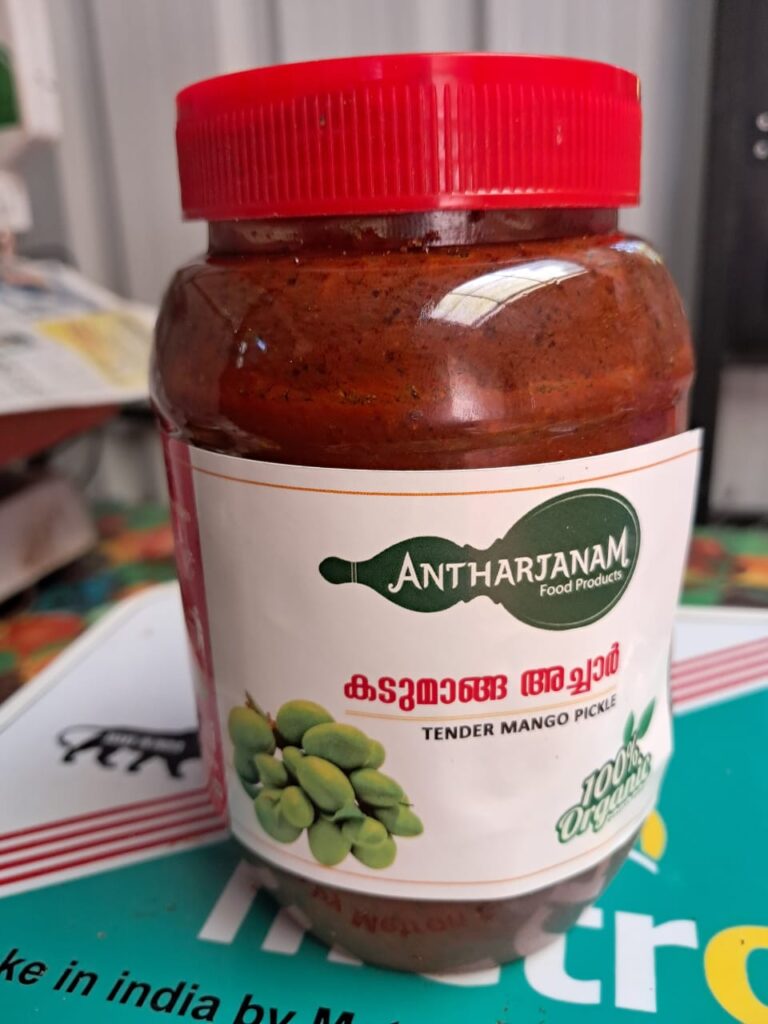 ANTHARJANAM
Food Products
കടുമാങ്ങ അച്ചാർ
TENDER MANGO PICKLE
100%
Organic
ke in india by